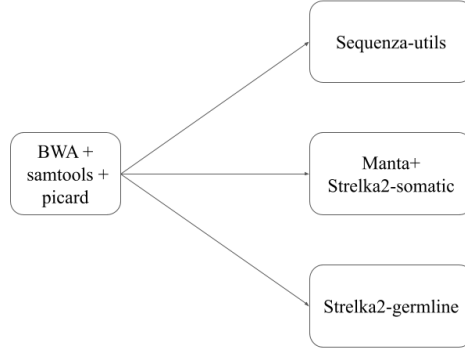 Sequenza-utils
BWA +
samtools +
picard
Manta+
Strelka2-somatic
Strelka2-germline